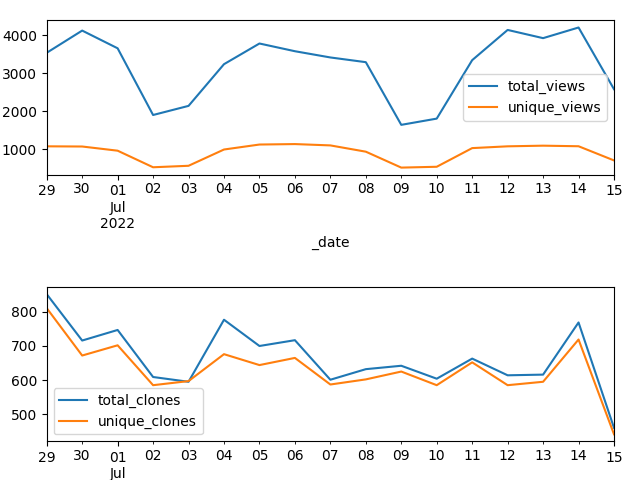 4000
3000
2000
1000
total_views
unique_views
29 30 01 02 03 04 05 06 07 08 09 10 11 12 13 14 15
Jul
2022
_date
800
700
600
500
total_clones
unique_clones
29 30 01 02 03 04 05 06 07 08 09 10 11 12 13 14 15
Jul